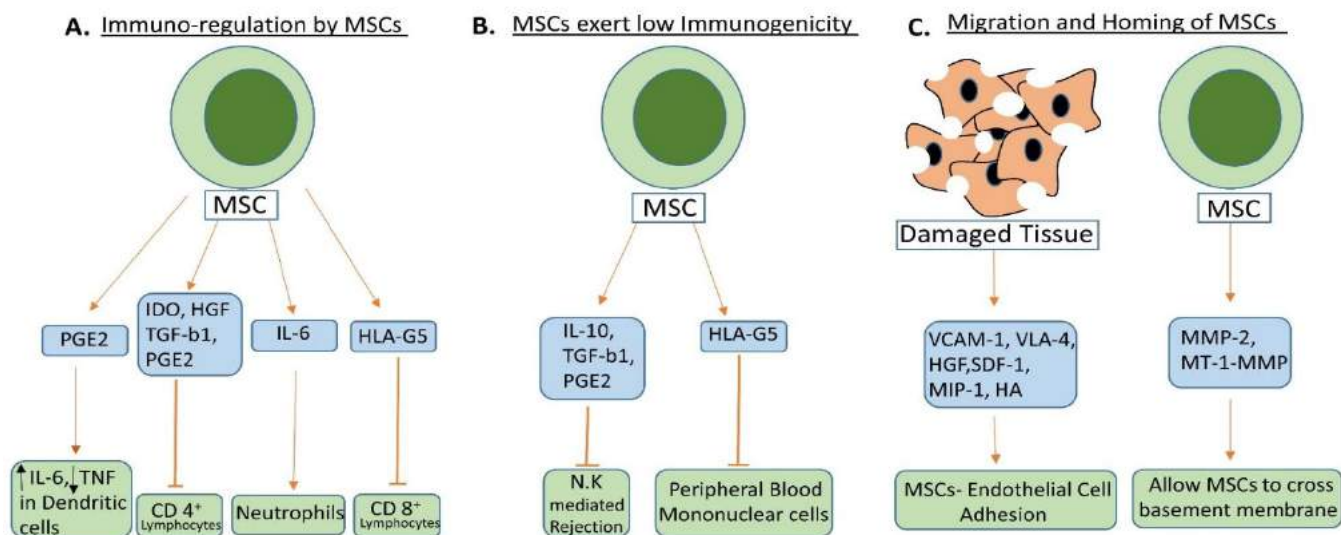 A. Immuno-regulation by MSCs
MSC
PGE2
IDO, HGF
TGF-b1,
PGE2
IL-6
HLA-G5
↑ IL-6,↓TNF
in Dendritic
cells
CD 4⁺
Lymphocytes
Neutrophils
CD 8⁺
Lymphocytes
B. MSCs exert low Immunogenicity
MSC
IL-10,
TGF-b1,
PGE2
HLA-G5
N.K
mediated
Rejection
Peripheral Blood
Mononuclear cells
C. Migration and Homing of MSCs
Damaged Tissue
MSC
VCAM-1, VLA-4,
HGF,SDF-1,
MIP-1, HA
MMP-2,
MT-1-MMP
MSCs- Endothelial Cell
Adhesion
Allow MSCs to cross
basement membrane